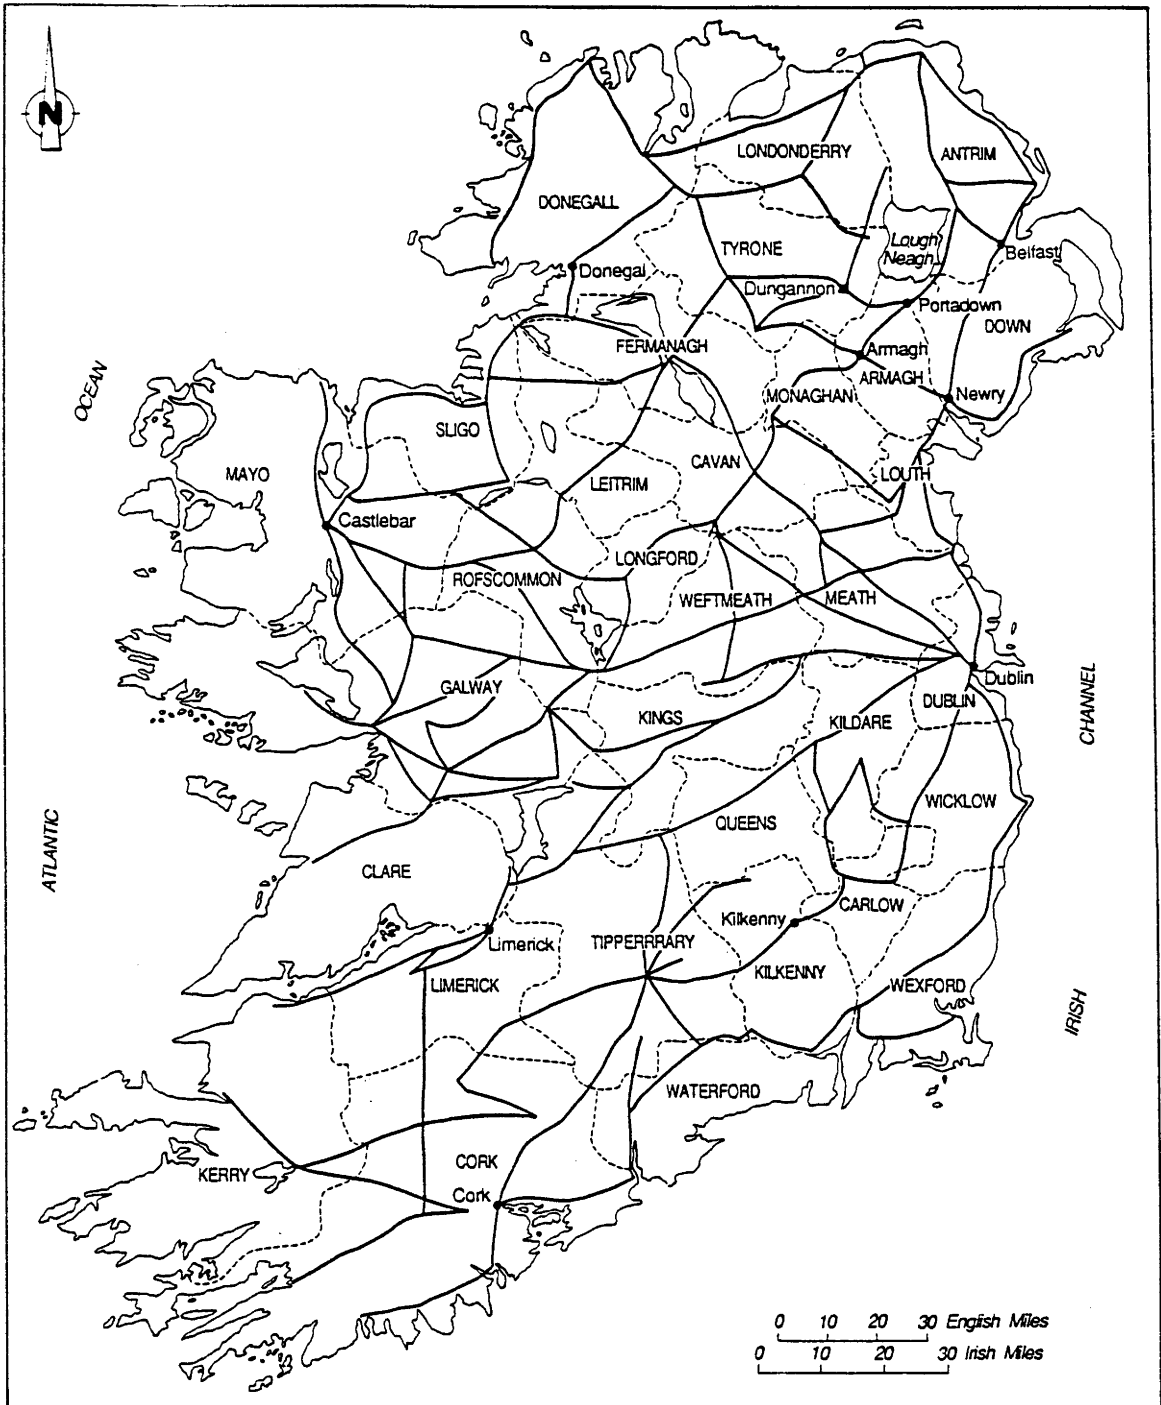 N
LONDONDERRY
ANTRIM
DONEGALL
TYRONE
Lough
Neagh
Belfast
Donegal
Dungannon
Portadown
DOWN
FERMANAGH
Armagh
ARMAGH
MONAGHAN
Newry
OCEAN
SLIGO
CAVAN
MAYO
LEITRIM
LOUTH
Castlebar
LONGFORD
ROFSCOMMON
WEFTMEATH
MEATH
Dublin
GALWAY
DUBLIN
KINGS
KILDARE
CHANNEL
WICKLOW
QUEENS
ATLANTIC
CLARE
CARLOW
Kilkenny
Limerick
TIPPERRRARY
KILKENNY
LIMERICK
WEXFORD
IRISH
WATERFORD
CORK
KERRY
Cork
0 10 20 30 English Miles
0 10 20 30 Irish Miles